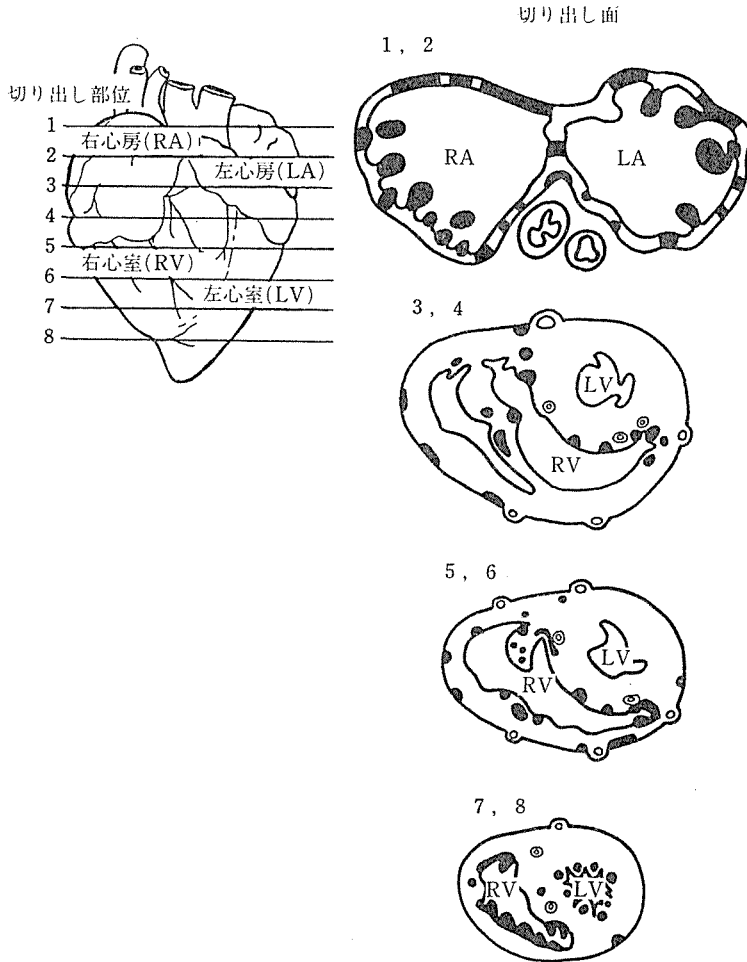 切り出し面
切り出し部位
1
右心房(RA)
2
左心房(LA)
3
4
5
右心室(RV)
6
左心室(LV)
7
8
1, 2
RA
LA
3, 4
LV
RV
5, 6
LV
RV
7, 8
RV
LV